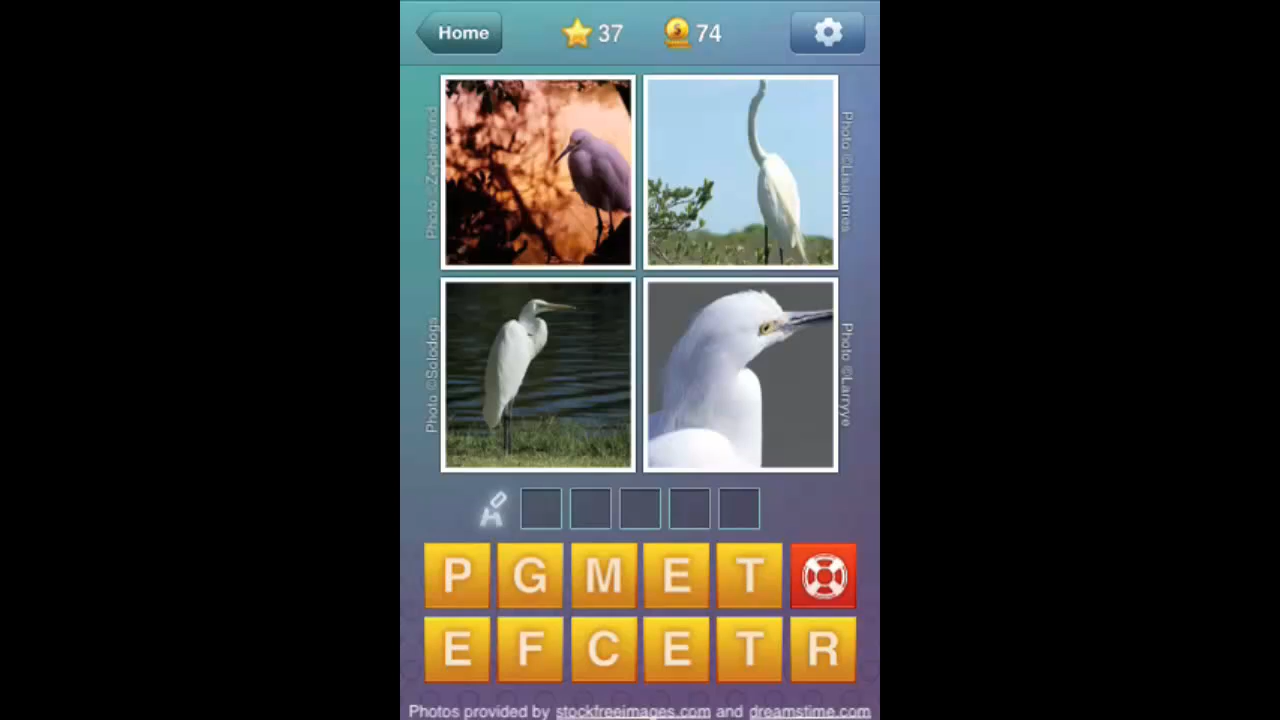 Home 37 74
Photo ©Zepherwind
Photo ©Lisajames
Photo ©Solodogs
Photo ©Larryye
P G M E T
E F C E T R
Photos provided by stockfreeimages.com and dreamstime.com